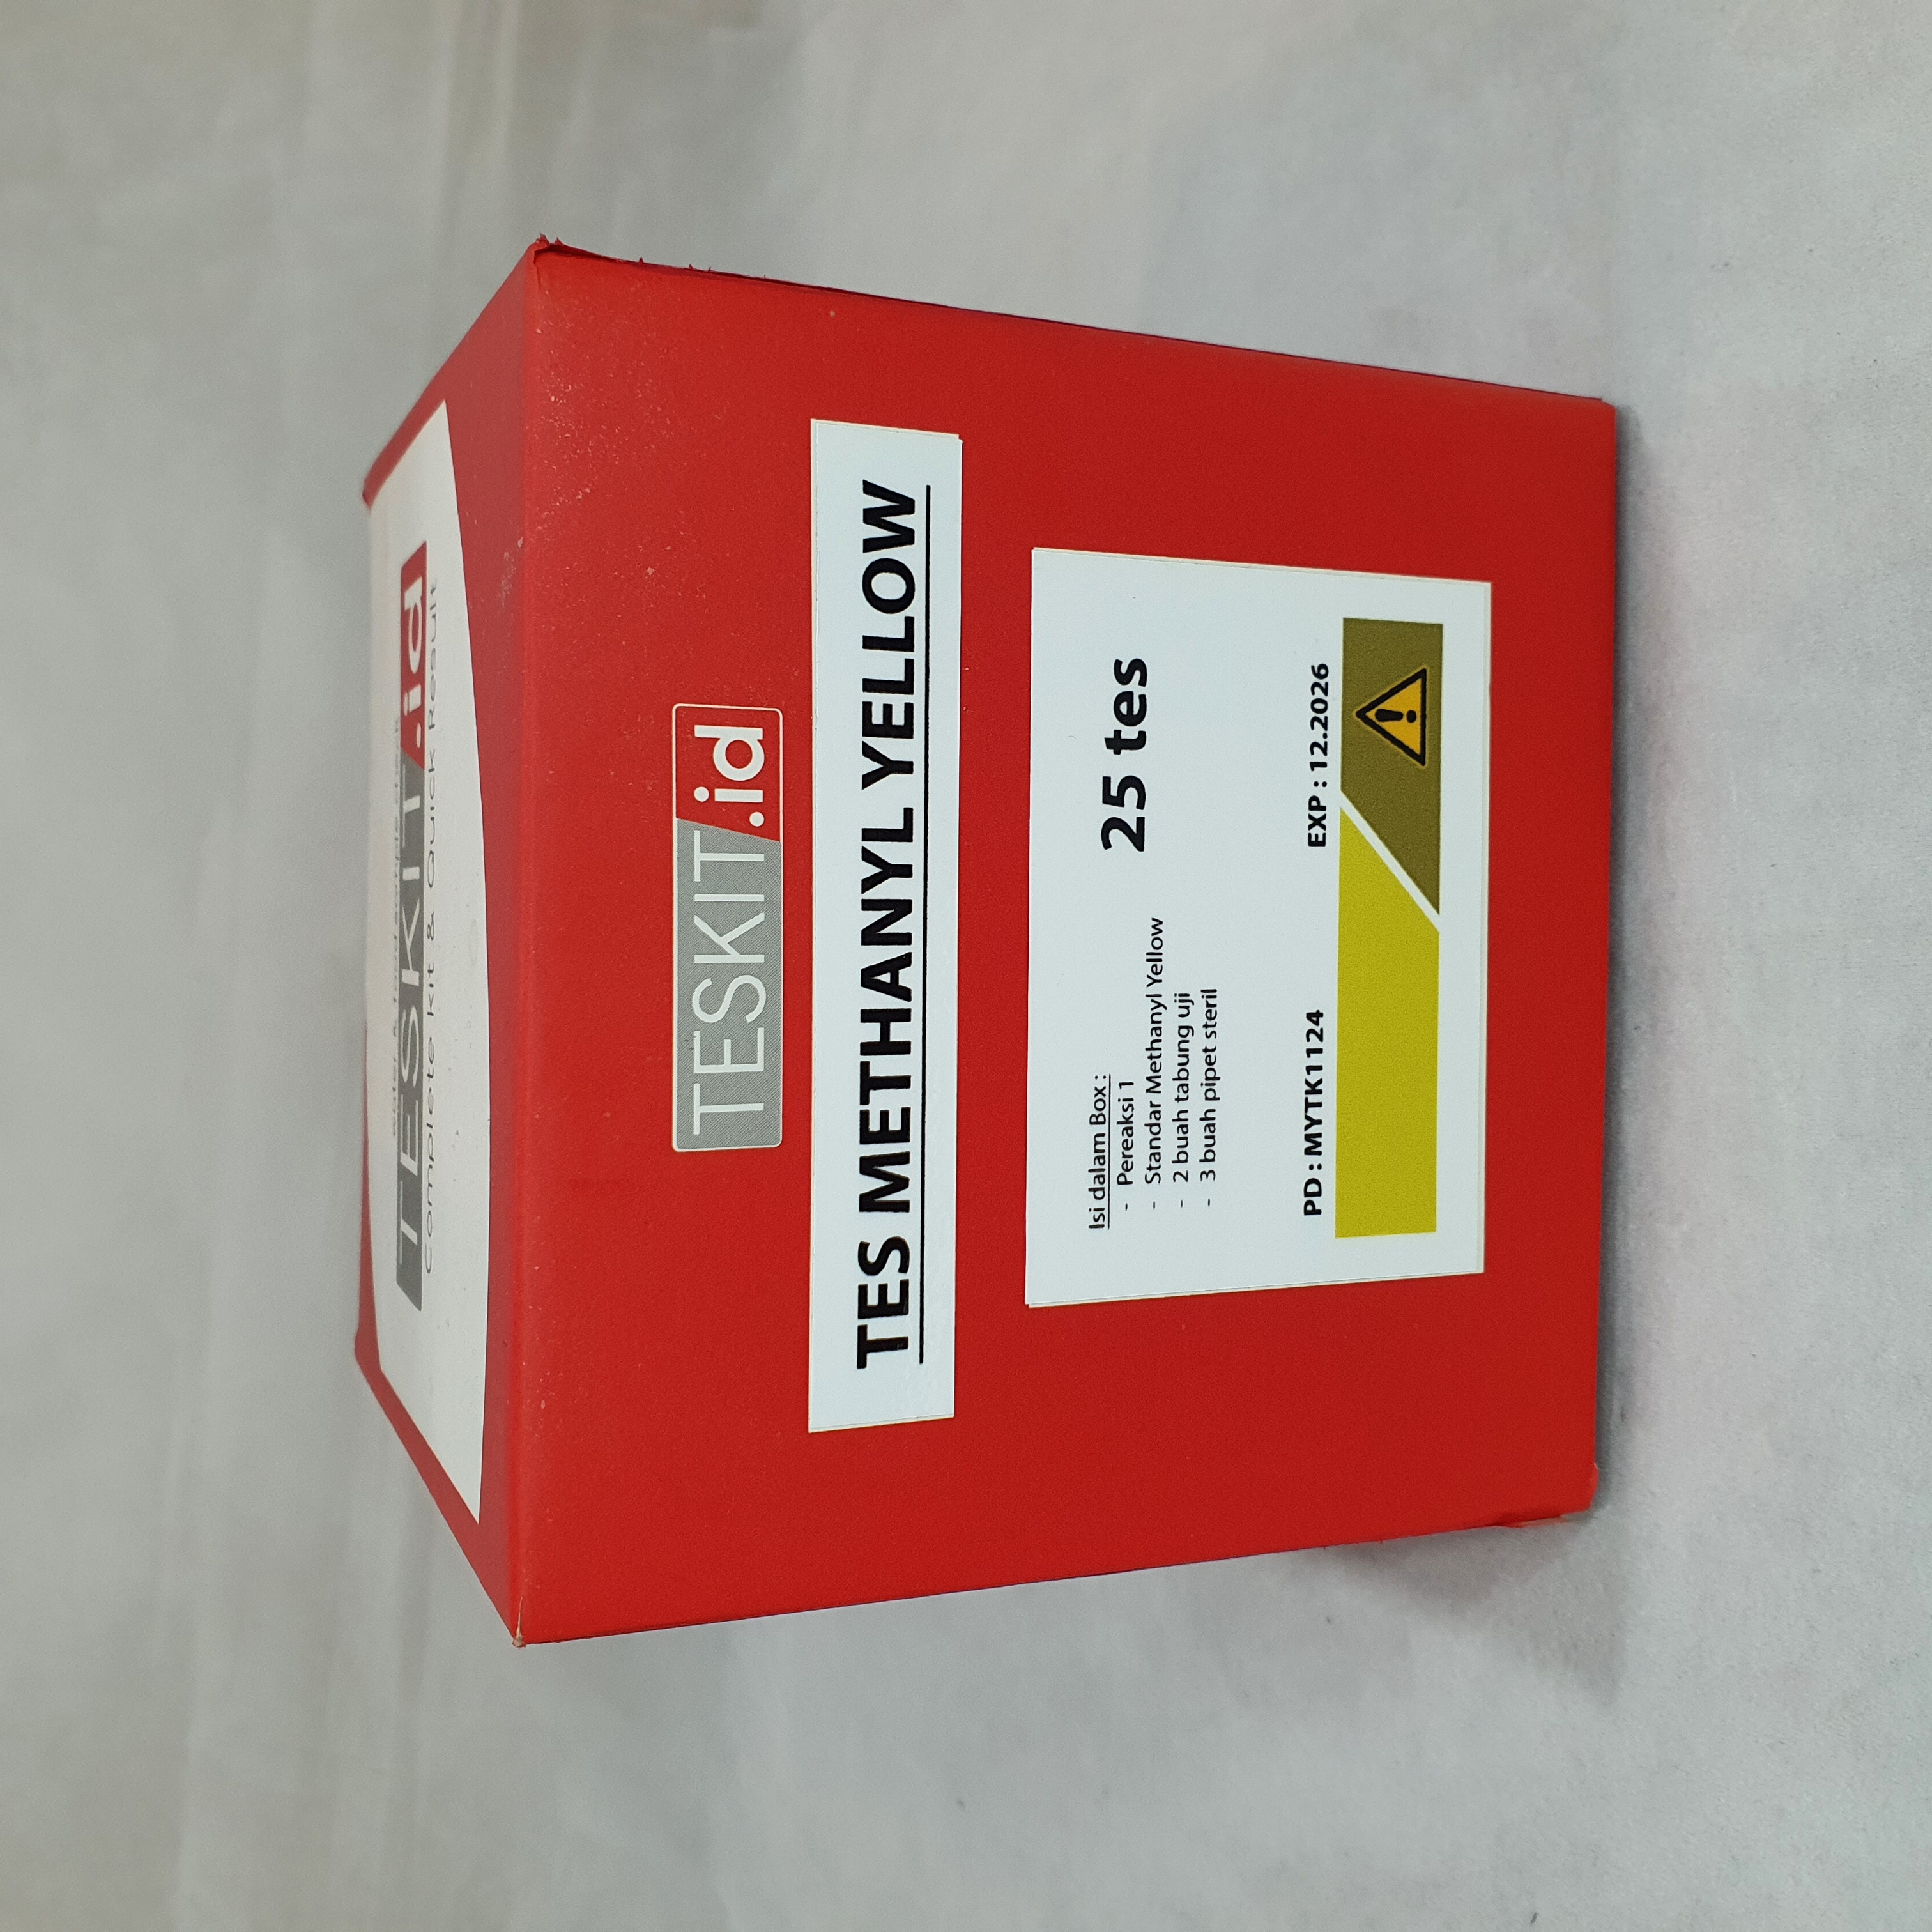 TESKIT.id
Complete Kit & Quick Result
TESKIT.id
TES METHANYL YELLOW
Isi dalam Box :
- Pereaksi 1
- Standar Methanyl Yellow
- 2 buah tabung uji
- 3 buah pipet steril
25 tes
PD : MYTK1124
EXP : 12.2026